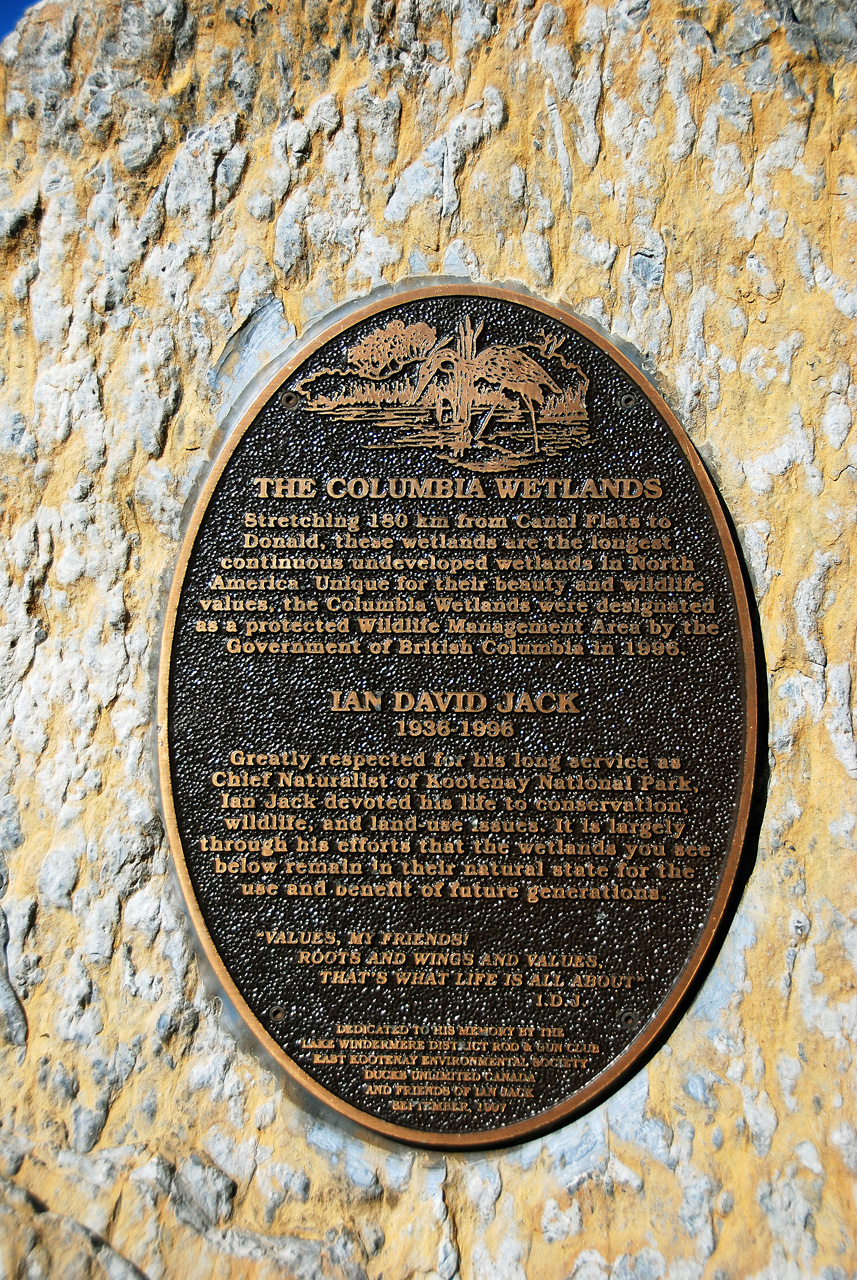 THE COLUMBIA WETLANDS
Stretching 180 km from Canal Flats to
Donald, these wetlands are the longest
continuous undeveloped wetlands in North
America. Unique for their beauty and wildlife
values, the Columbia Wetlands were designated
as a protected Wildlife Management Area by the
Government of British Columbia in 1996.
IAN DAVID JACK
1936-1996
Greatly respected for his long service as
Chief Naturalist of Kootenay National Park,
Ian Jack devoted his life to conservation,
wildlife, and land-use issues. It is largely
through his efforts that the wetlands you see
below remain in their natural state for the
use and benefit of future generations.
"VALUES, MY FRIENDS!
ROOTS AND WINGS AND VALUES,
THAT'S WHAT LIFE IS ALL ABOUT"
I.D.J.
DEDICATED TO HIS MEMORY BY THE
LAKE WINDERMERE DISTRICT ROD & GUN CLUB
EAST KOOTENAY ENVIRONMENTAL SOCIETY
DUCKS UNLIMITED CANADA
AND FRIENDS OF IAN JACK
SEPTEMBER, 1997